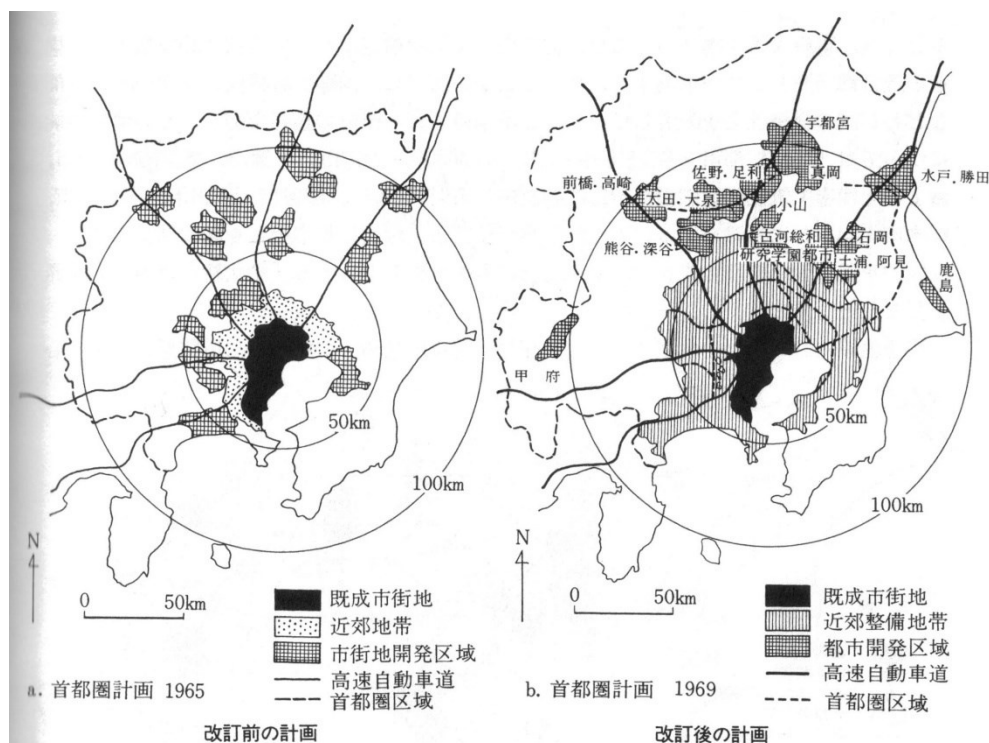 50km
100km
N
0 50km
既成市街地
近郊地帯
市街地開発区域
高速自動車道
首都圏区域
a. 首都圏計画 1965
改訂前の計画
宇都宮
佐野・足利
真岡
水戸・勝田
前橋・高崎
太田・大泉
小山
古河総和
石岡
熊谷・深谷
研究学園都市
土浦・阿見
鹿島
甲府
50km
100km
N
0 50km
既成市街地
近郊整備地帯
都市開発区域
高速自動車道
首都圏区域
b. 首都圏計画 1969
改訂後の計画